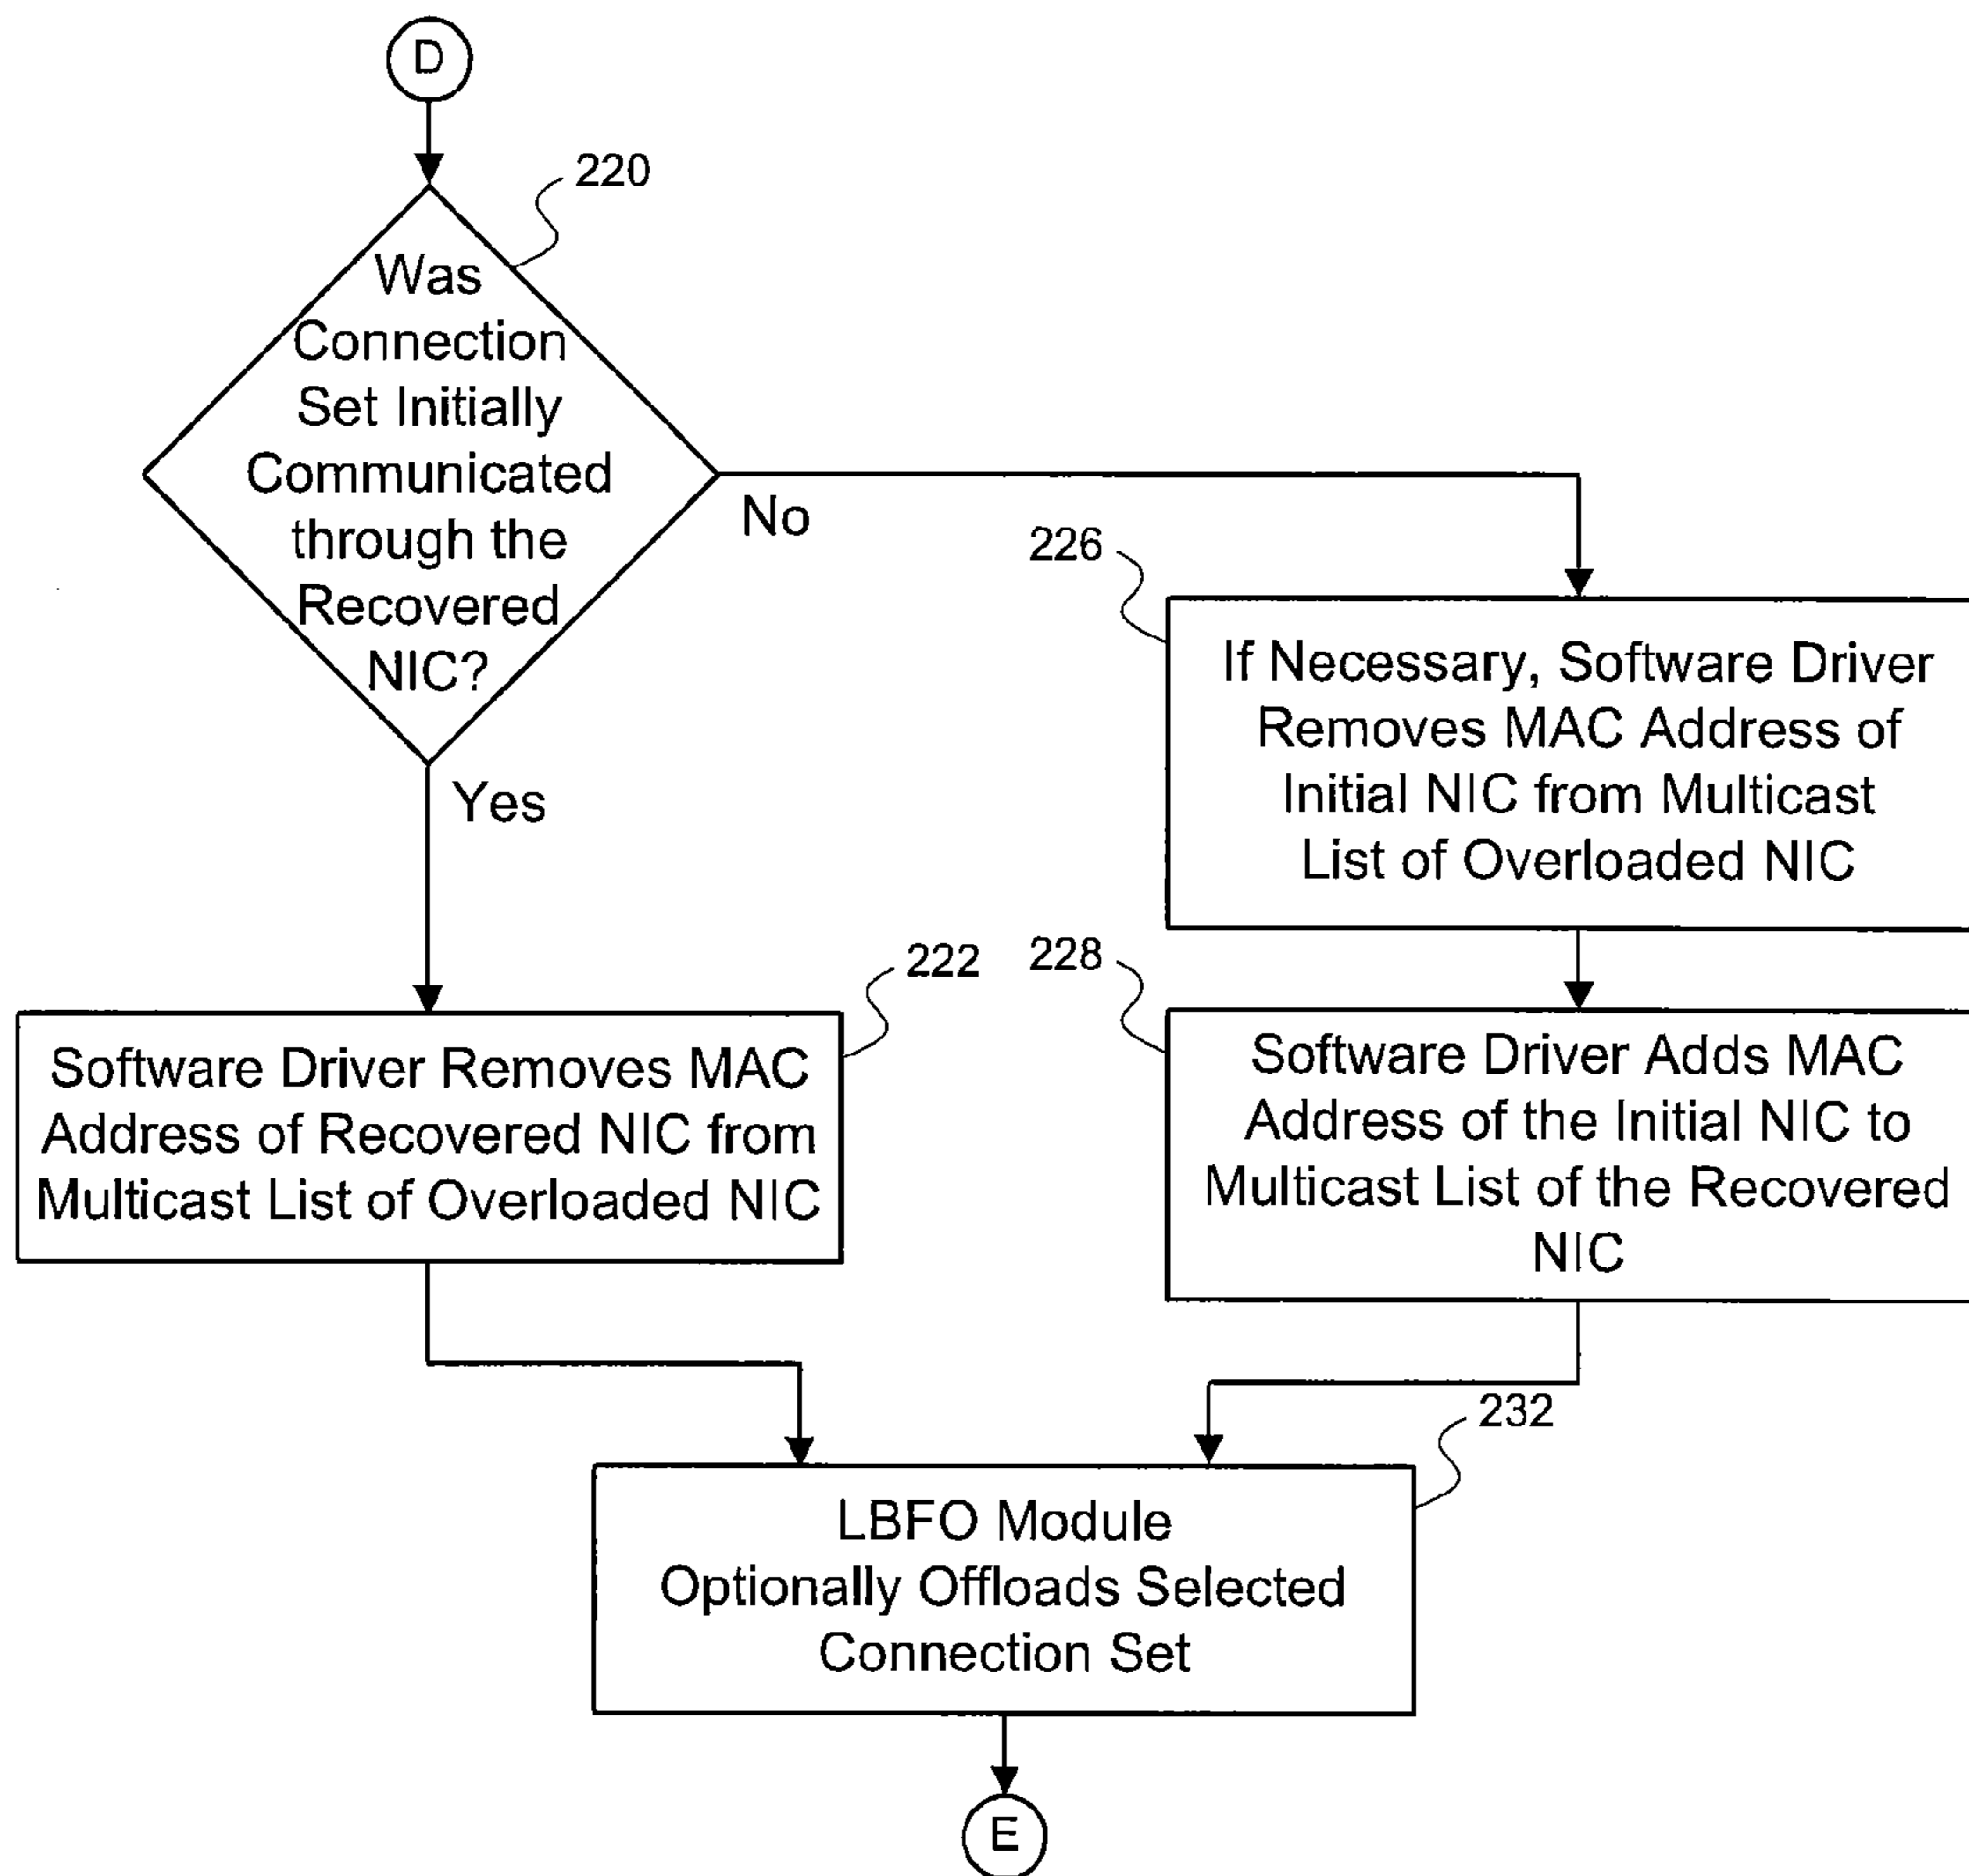 D
220
Was
Connection
Set Initially
Communicated
through the
Recovered
NIC?
No
Yes
226
If Necessary, Software Driver
Removes MAC Address of
Initial NIC from Multicast
List of Overloaded NIC
222
Software Driver Removes MAC
Address of Recovered NIC from
Multicast List of Overloaded NIC
228
Software Driver Adds MAC
Address of the Initial NIC to
Multicast List of the Recovered
NIC
232
LBFO Module
Optionally Offloads Selected
Connection Set
E